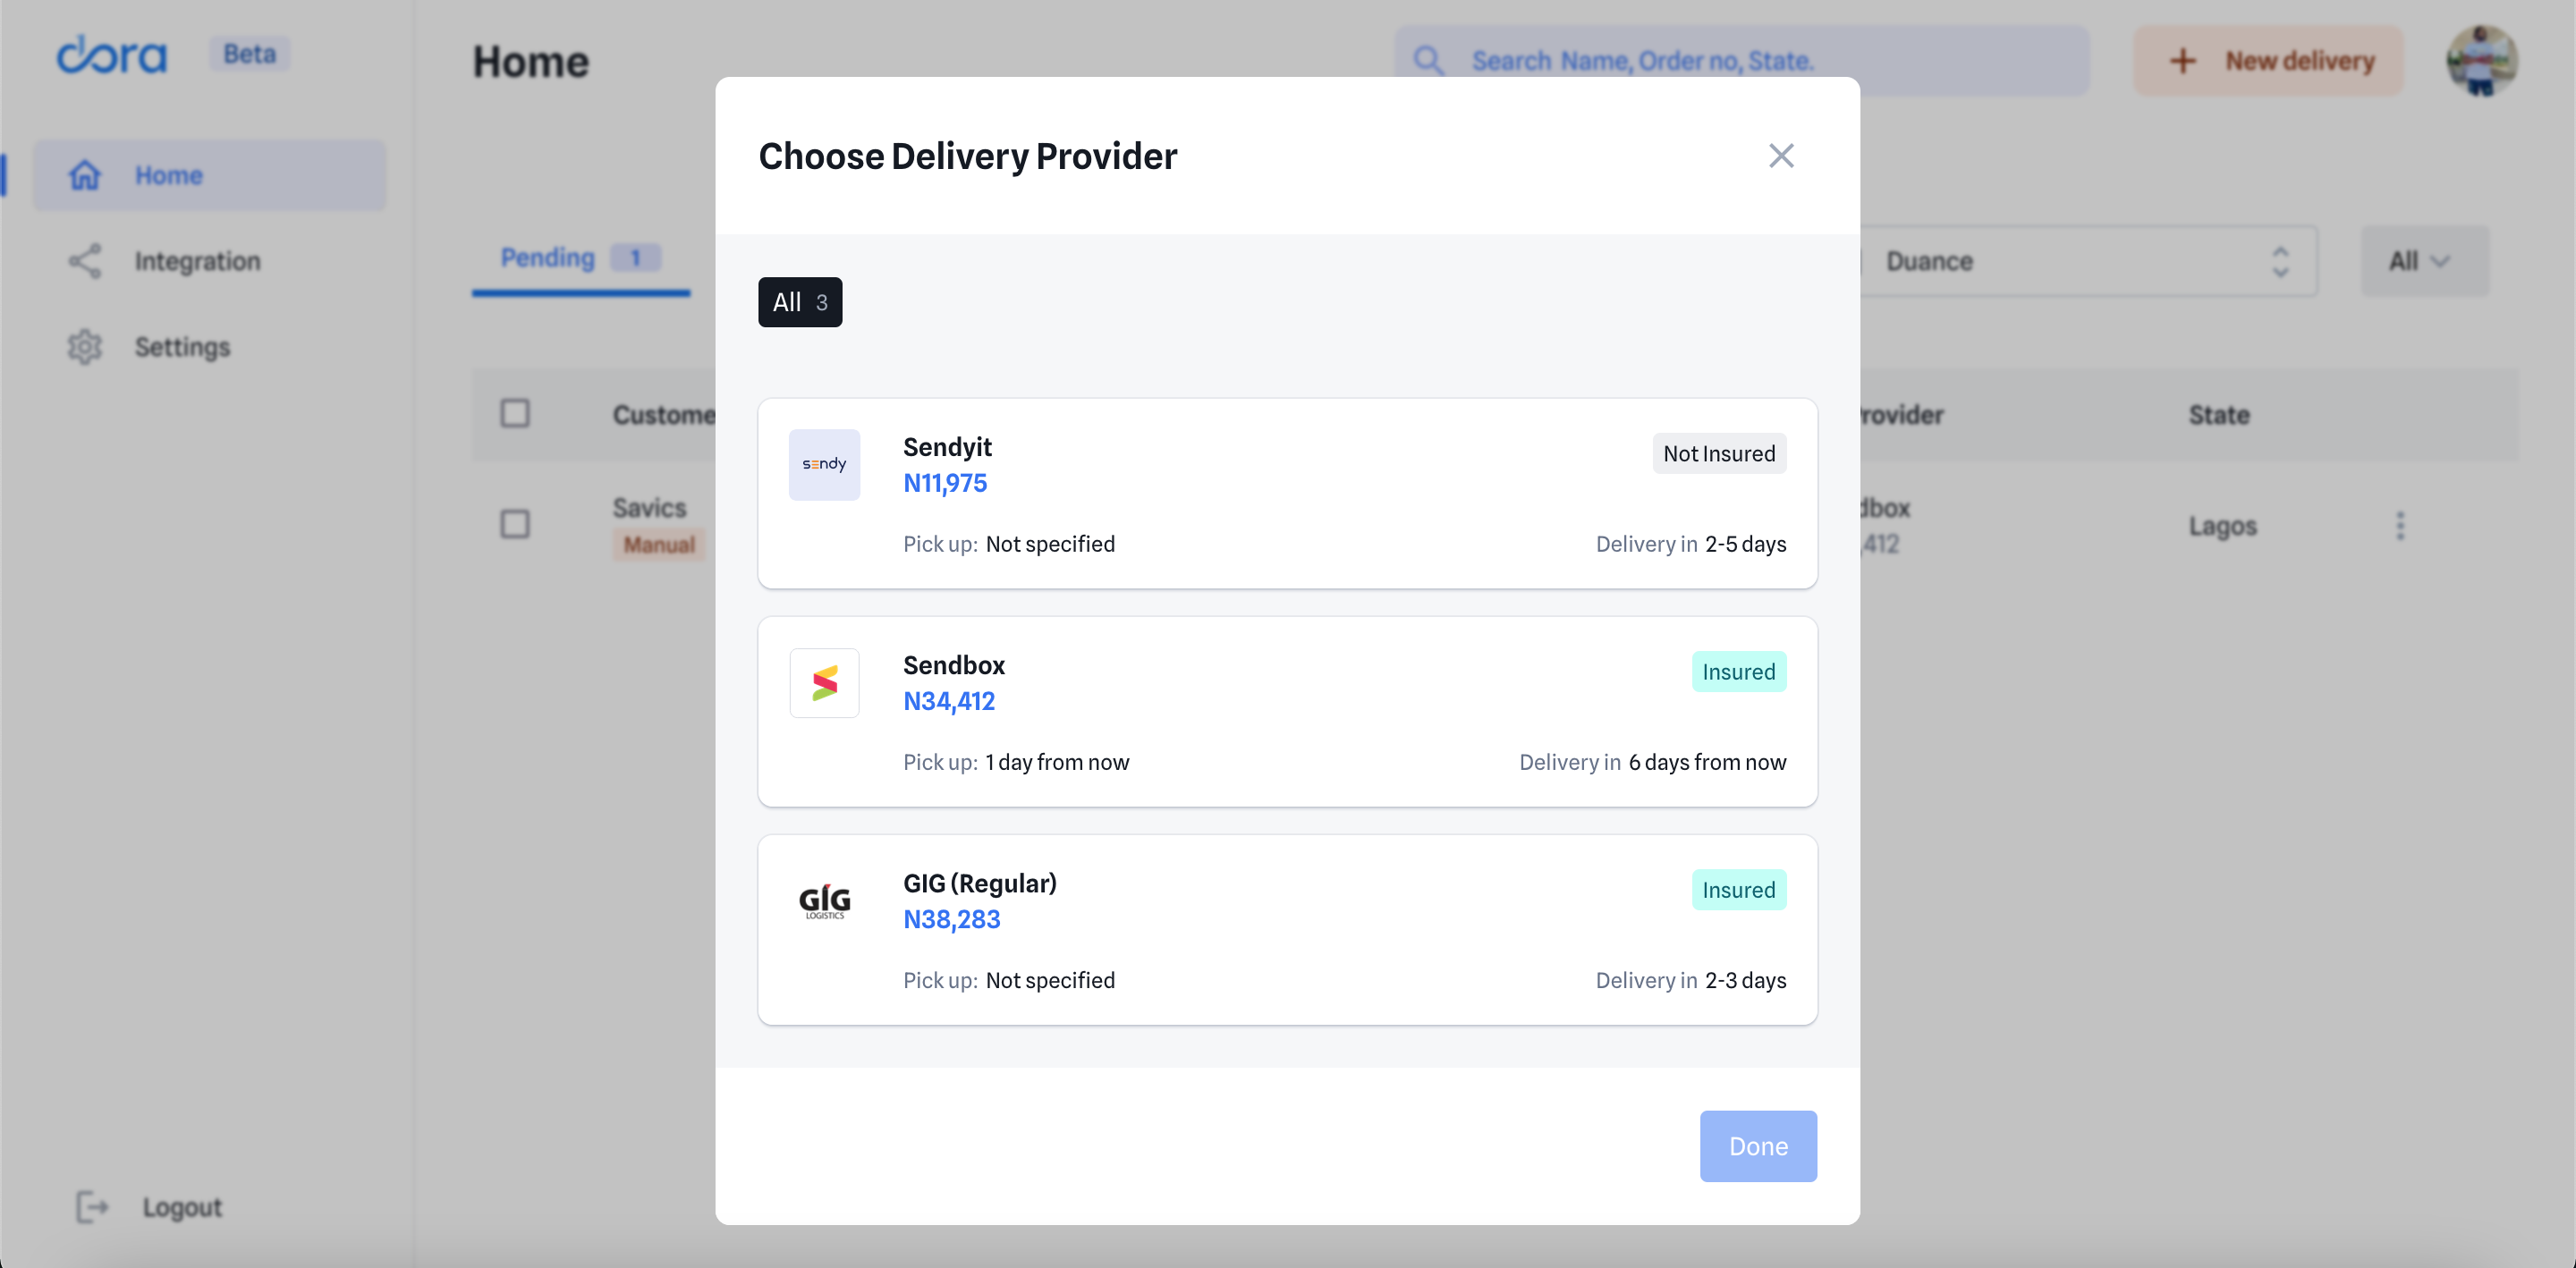 dora Beta
Home
Search Name, Order no, State.
+ New delivery
Home
Integration
Settings
Logout
Pending 1
Duance
All
Custome
rovider
State
Savics
Manual
dbox
,412
Lagos
Choose Delivery Provider
All 3
sendy
Sendyit
N11,975
Not Insured
Pick up: Not specified
Delivery in 2-5 days
Sendbox
N34,412
Insured
Pick up: 1 day from now
Delivery in 6 days from now
GIG
LOGISTICS
GIG (Regular)
N38,283
Insured
Pick up: Not specified
Delivery in 2-3 days
Done